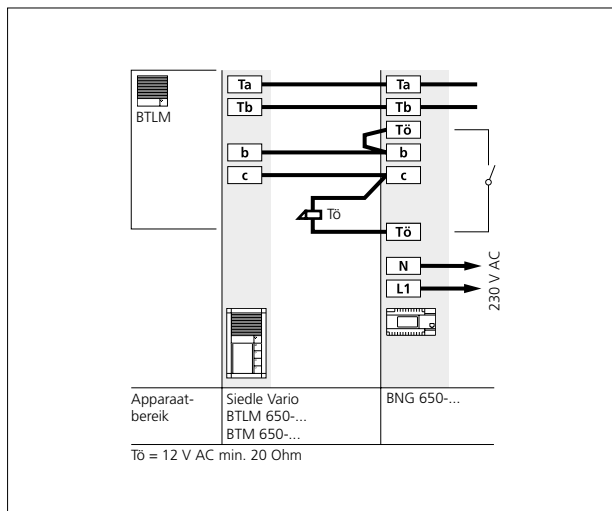 Ta Ta
Tb Tb
BTLM
Tö
b b
c c
Tö
Tö
N
L1
230 V AC
Apparaat-
bereik
Siedle Vario
BTLM 650-...
BTM 650-...
BNG 650-...
Tö = 12 V AC min. 20 Ohm